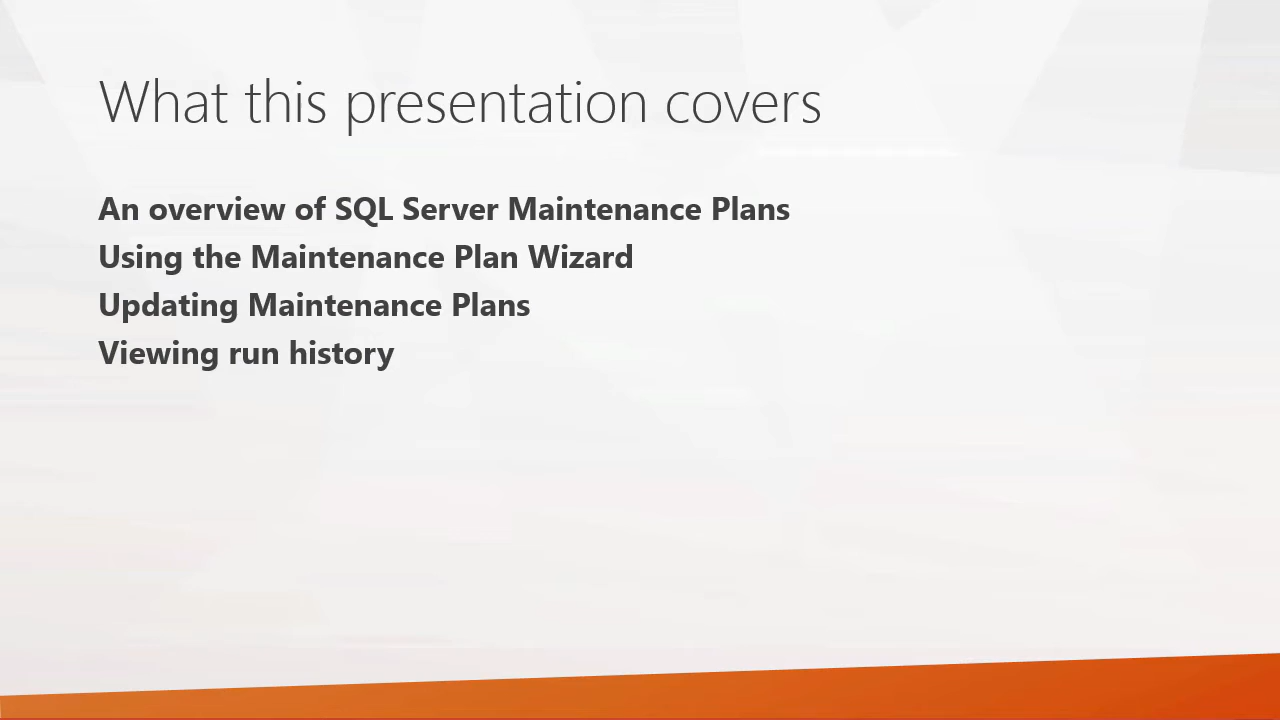 What this presentation covers
An overview of SQL Server Maintenance Plans
Using the Maintenance Plan Wizard
Updating Maintenance Plans
Viewing run history